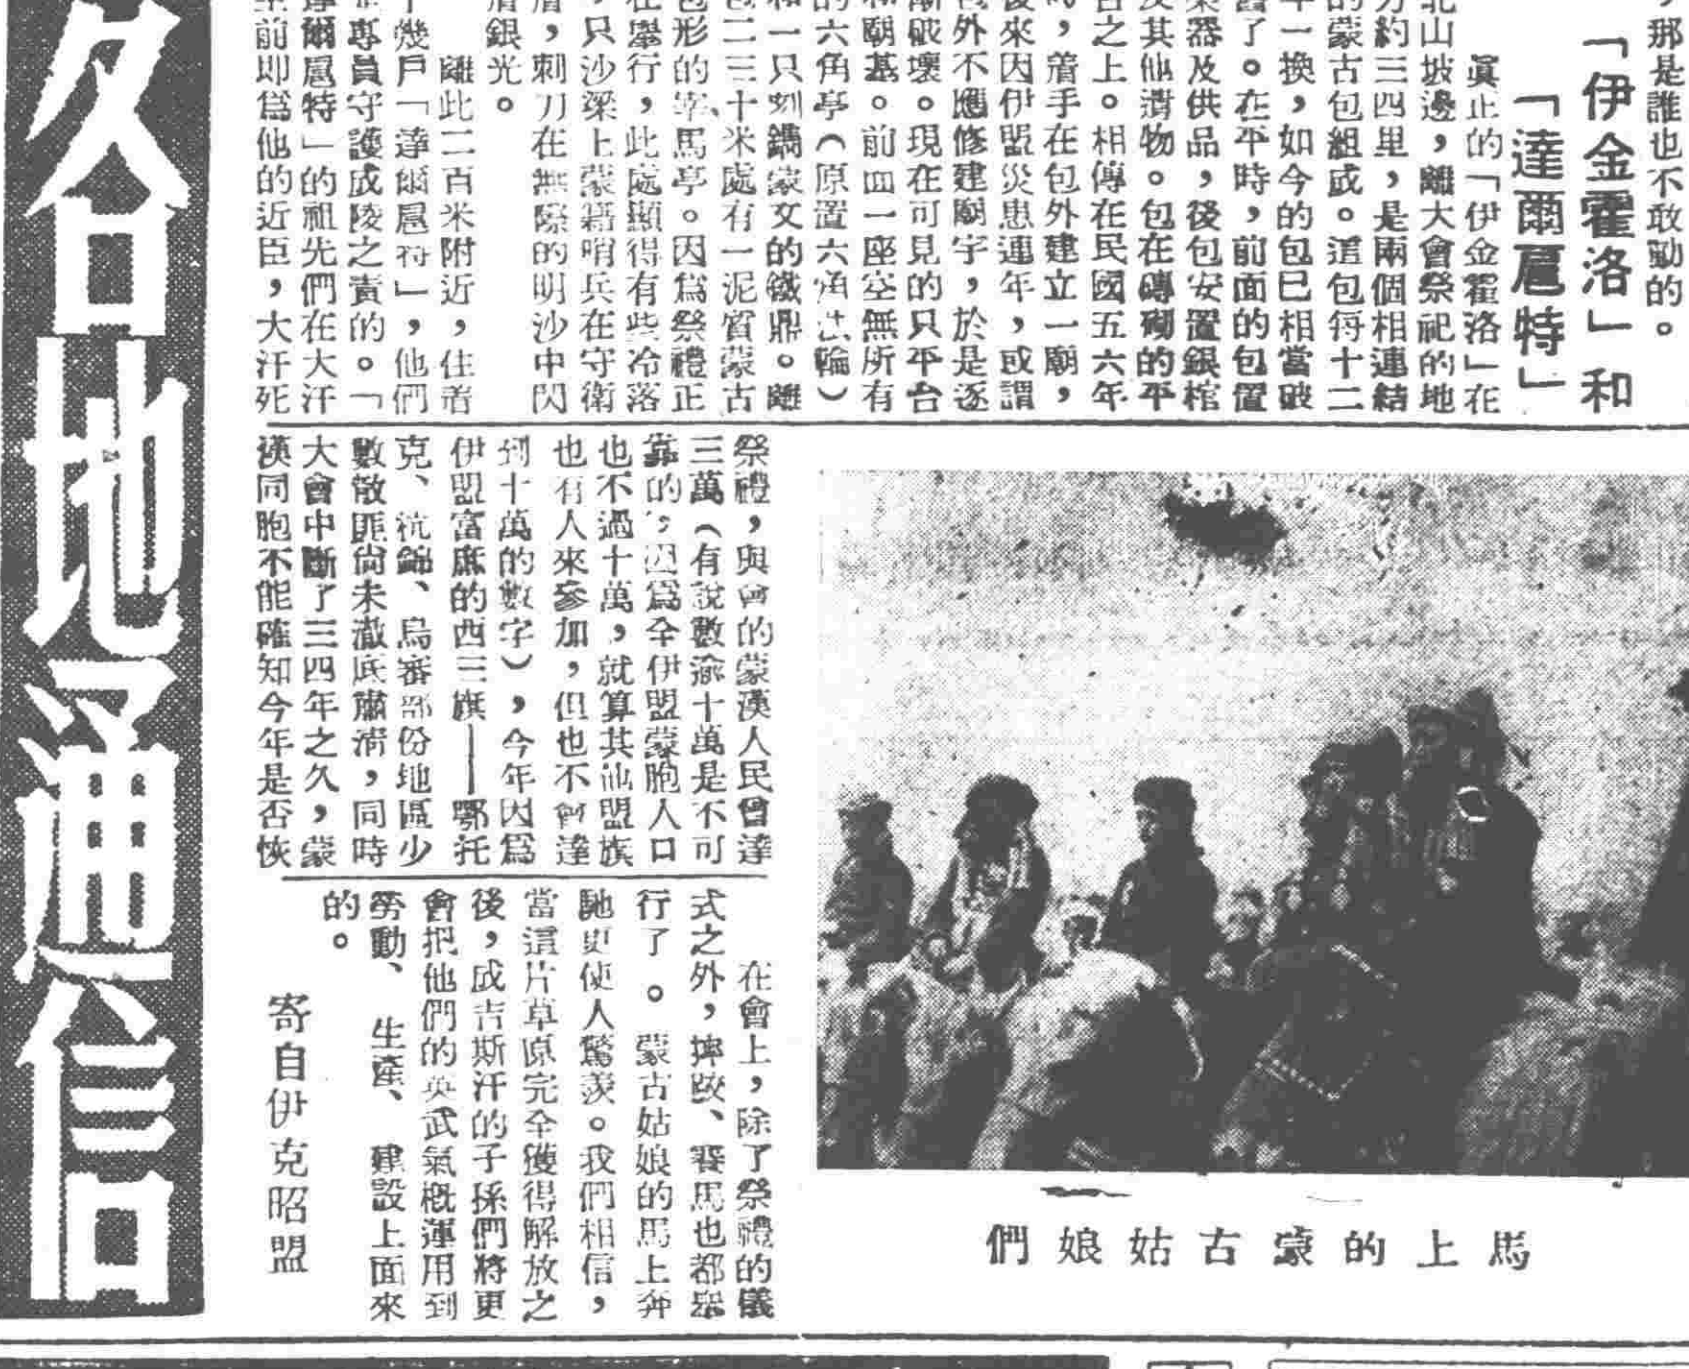 ，那是誰也不敢動的。
「伊金霍洛」和
「達爾扈特」
眞正的「伊金霍洛」在
北山坡邊，離大會祭祀的地
方約三四里，是兩個相連結
的蒙古包組成。這包每十二
年一換，如今的包已相當破
舊了。在平時，前面的包置
樂器及供品，後包安置銀棺
及其他瀆物。包在磚砌的平
台之上。相傳在民國五六年
，着手在包外建立一廟，
後來因伊盟災患連年，或謂
外不應修建廟宇，於是逐
漸破壞。現在可見的只平台
和廟基。前面一座空無所有
的六角亭（原置六角法輪）
和一只刻鐫蒙文的鐵鼎。離
包二三十米處有一泥質蒙古
包形的宰馬亭。因爲祭禮正
在舉行，此處顯得有些冷落
，只沙梁上蒙籍哨兵在守衛
着，刺刀在無際的明沙中閃
着銀光。
離此二百米附近，住着
十幾戶「達爾扈特」，他們
專員守護成陵之責的。「
達爾扈特」的祖先們在大汗
生前即爲他的近臣，大汗死
祭禮，與會的蒙漢人民曾達
三萬（有說數渝十萬是不可
靠的，因爲全伊盟蒙胞人口
也不過十萬，就算其他盟族
也有人來參加，但也不會達
到十萬的數字），今年因爲
伊盟富庶的西三旗——鄂托
克、杭錦、烏審部份地區少
數散匪尙未澈底肅淸，同時
大會中斷了三四年之久，蒙
漢同胞不能確知今年是否恢
在會上，除了祭禮的儀
式之外，摔跤、賽馬也都舉
行了。蒙古姑娘的馬上奔
馳更使人驚羨。我們相信，
當這片草原完全獲得解放之
後，成吉斯汗的子孫們將更
會把他們的英武氣槪運用到
勞動、生產、建設上面來
的。
寄自伊克昭盟
們娘姑古蒙的上馬
各地通信